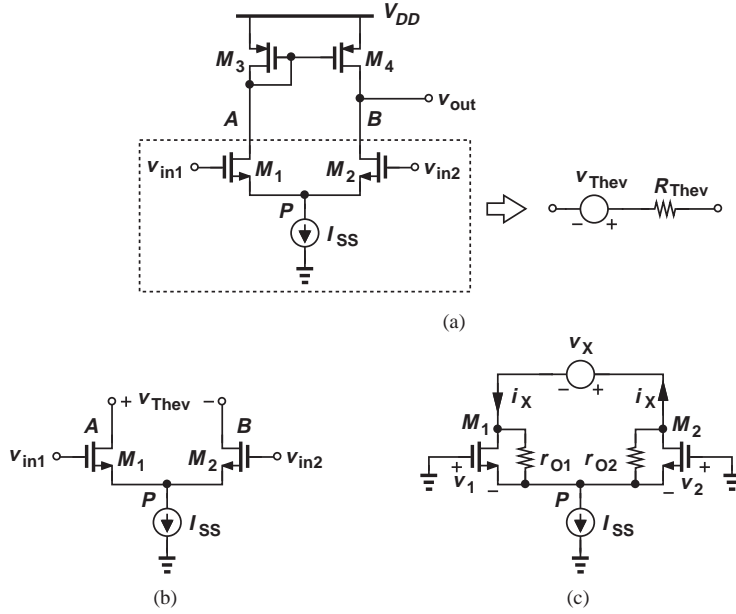 V_DD
M_3
M_4
v_out
A
B
v_in1
M_1
M_2
v_in2
P
I_SS
v_Thev
R_Thev
− +
(a)
v_X
− +
A + v_Thev − B
v_in1
M_1
M_2
v_in2
P
I_SS
(b)
i_X
i_X
M_1
M_2
r_O1
r_O2
+
v_1
−
+
v_2
−
P
I_SS
(c)